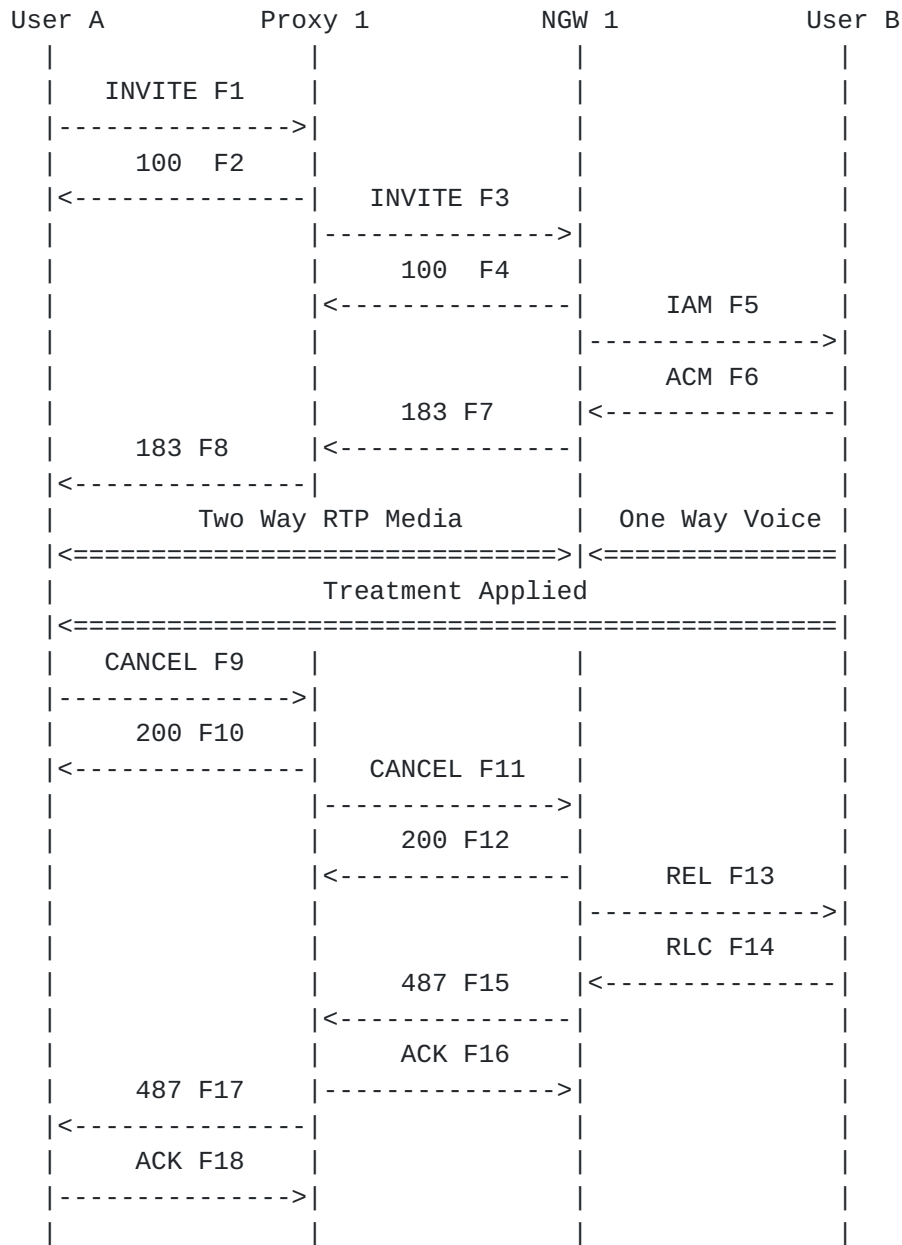 User A Proxy 1 NGW 1 User B
INVITE F1
100 F2
INVITE F3
100 F4
IAM F5
ACM F6
183 F7
183 F8
Two Way RTP Media One Way Voice
Treatment Applied
CANCEL F9
200 F10
CANCEL F11
200 F12
REL F13
RLC F14
487 F15
ACK F16
487 F17
ACK F18